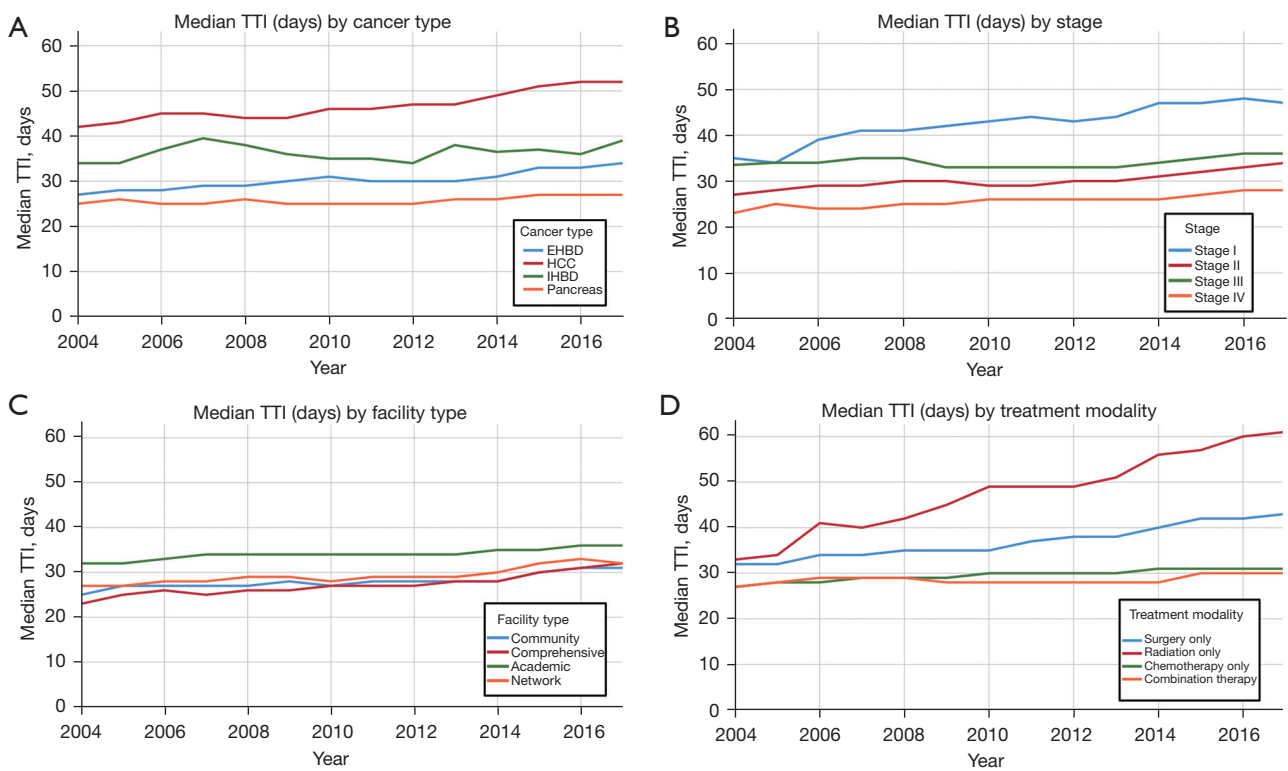 A
Median TTI (days) by cancer type
60
50
40
30
20
10
0
Median TTI, days
2004 2006 2008 2010 2012 2014 2016
Year
Cancer type
EHBD
HCC
IHBD
Pancreas
B
Median TTI (days) by stage
60
50
40
30
20
10
0
Median TTI, days
2004 2006 2008 2010 2012 2014 2016
Year
Stage
Stage I
Stage II
Stage III
Stage IV
C
Median TTI (days) by facility type
60
50
40
30
20
10
0
Median TTI, days
2004 2006 2008 2010 2012 2014 2016
Year
Facility type
Community
Comprehensive
Academic
Network
D
Median TTI (days) by treatment modality
60
50
40
30
20
10
0
Median TTI, days
2004 2006 2008 2010 2012 2014 2016
Year
Treatment modality
Surgery only
Radiation only
Chemotherapy only
Combination therapy